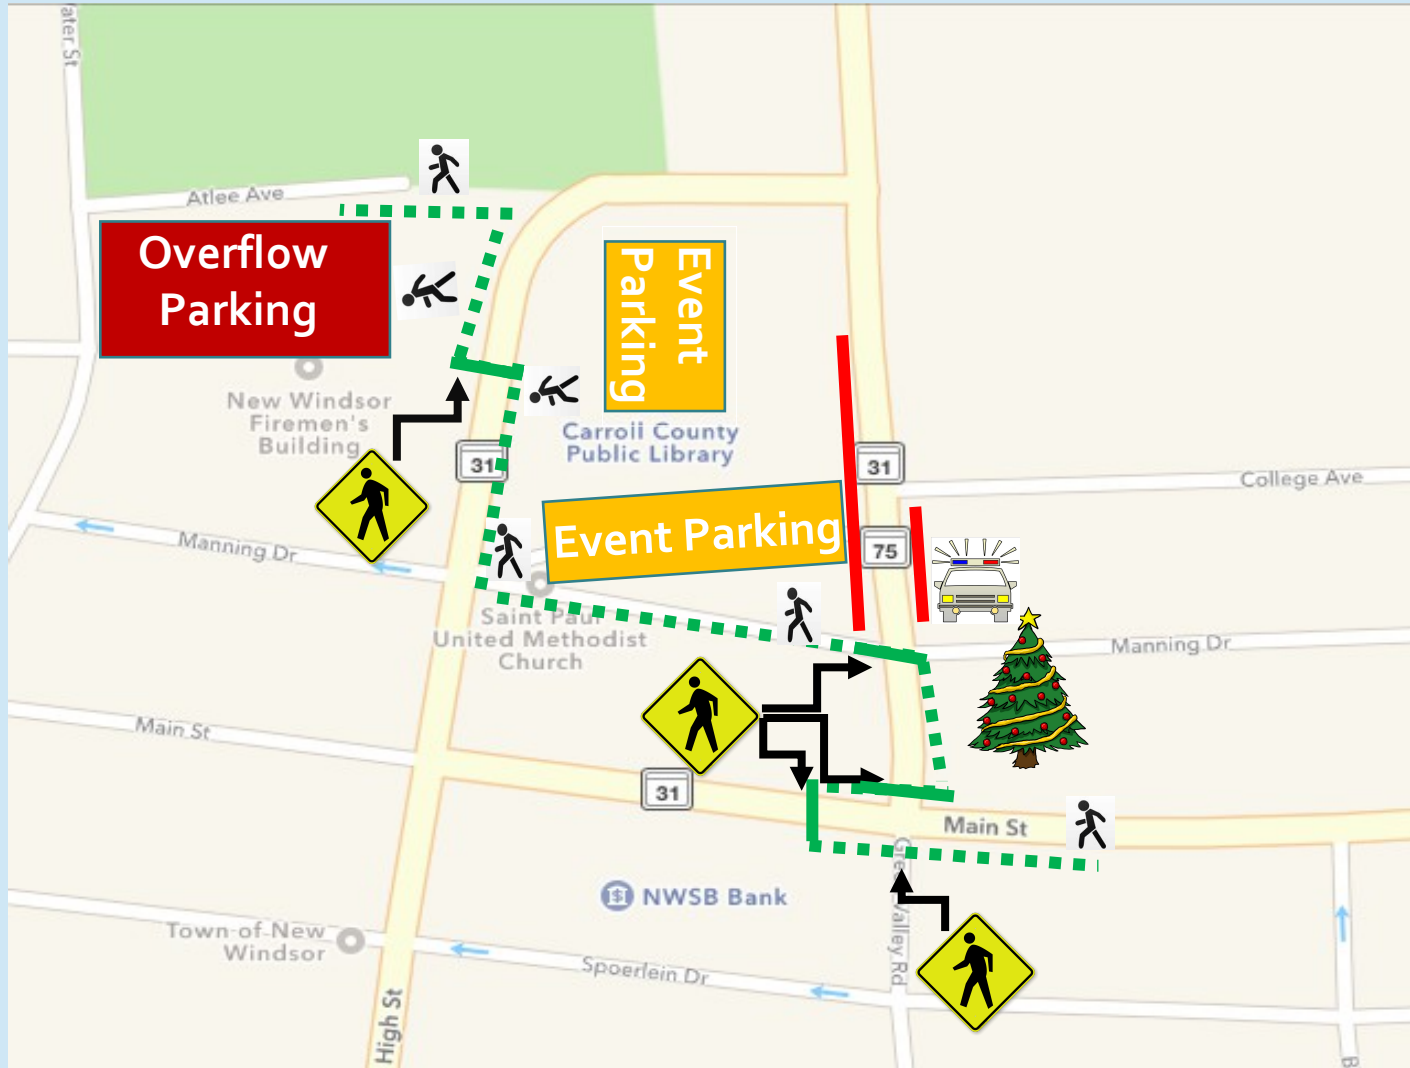 ater St
Atlee Ave
Overflow
Parking
Event
Parking
New Windsor
Firemen's
Building
Carroll County
Public Library
31
31
College Ave
Event Parking
75
Manning Dr
Saint Paul
United Methodist
Church
Manning Dr
Main St
31
Main St
Valley Rd
NWSB Bank
Town of New
Windsor
Spoerlein Dr
High St
B